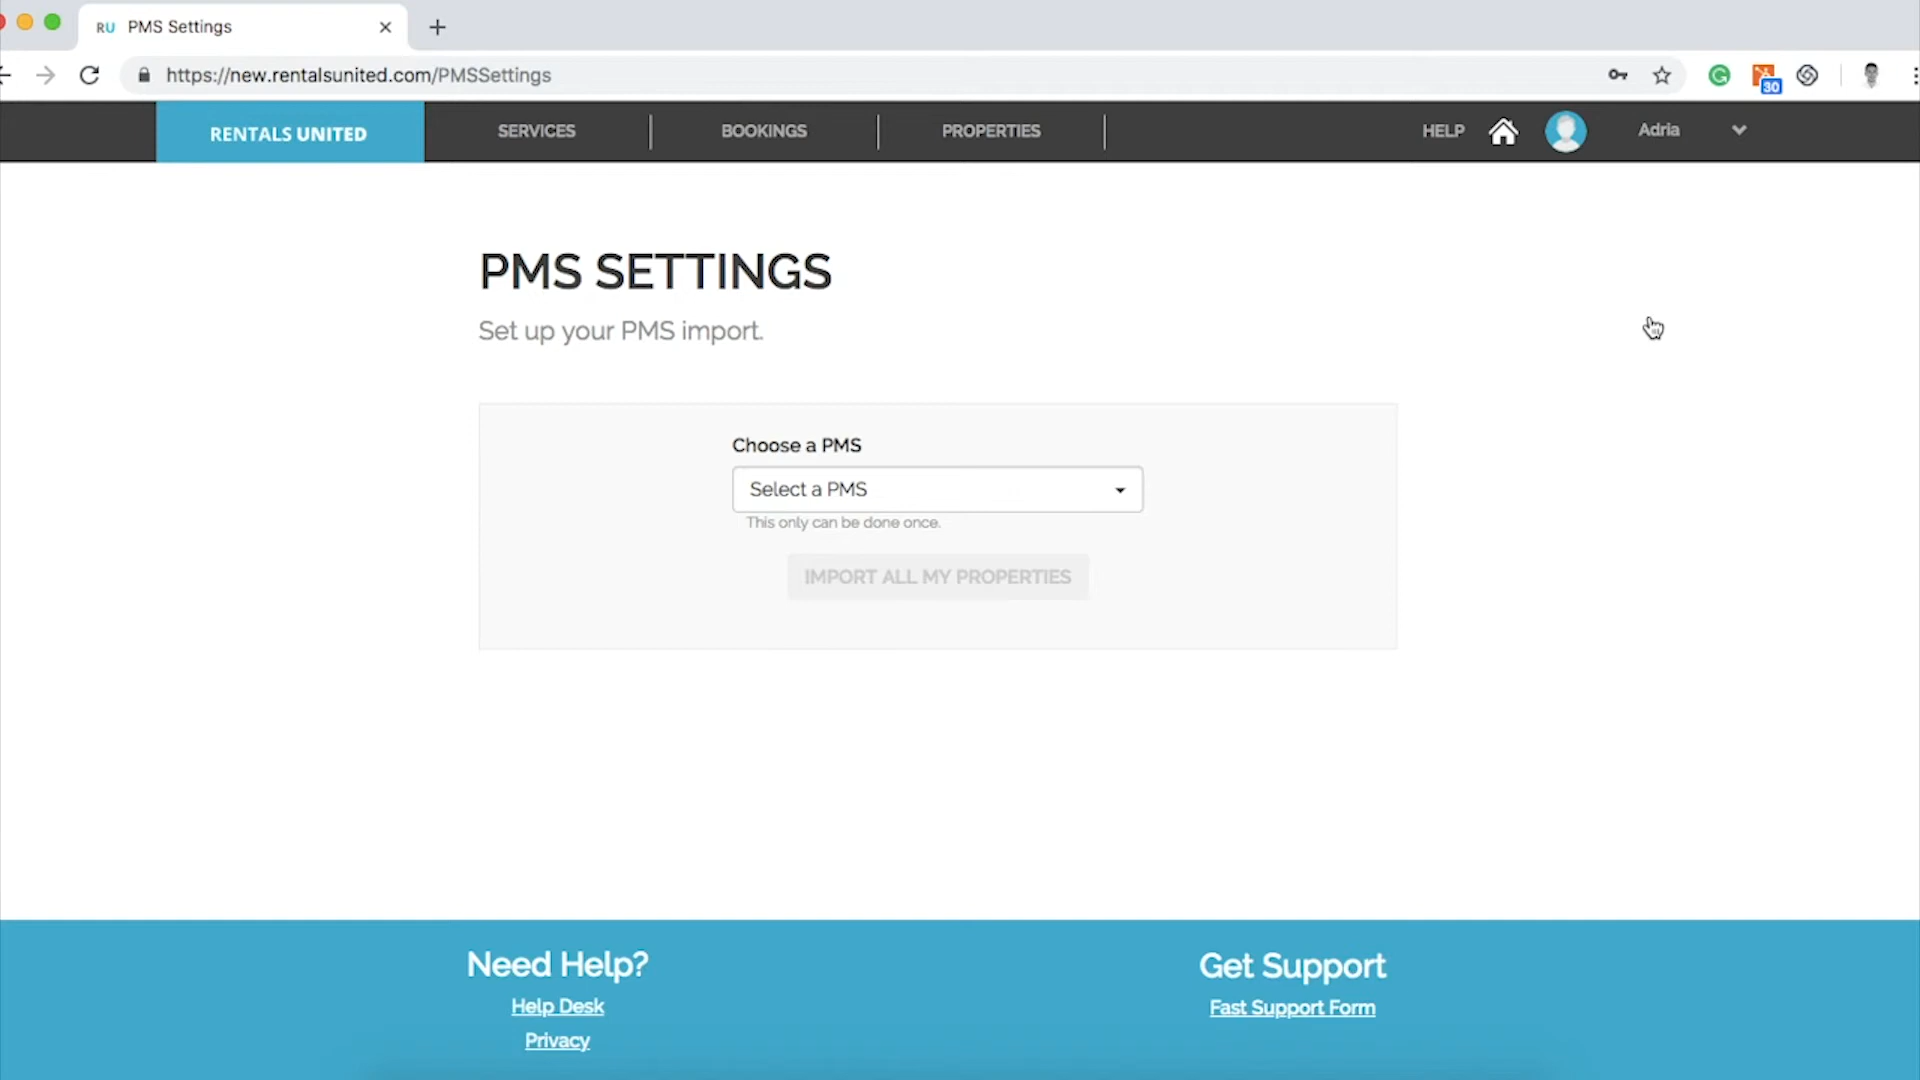 RU PMS Settings
https://new.rentalsunited.com/PMSSettings
30
RENTALS UNITED
SERVICES
BOOKINGS
PROPERTIES
HELP
Adria
PMS SETTINGS
Set up your PMS import.
Choose a PMS
Select a PMS
This only can be done once.
IMPORT ALL MY PROPERTIES
Need Help?
Help Desk
Privacy
Get Support
Fast Support Form